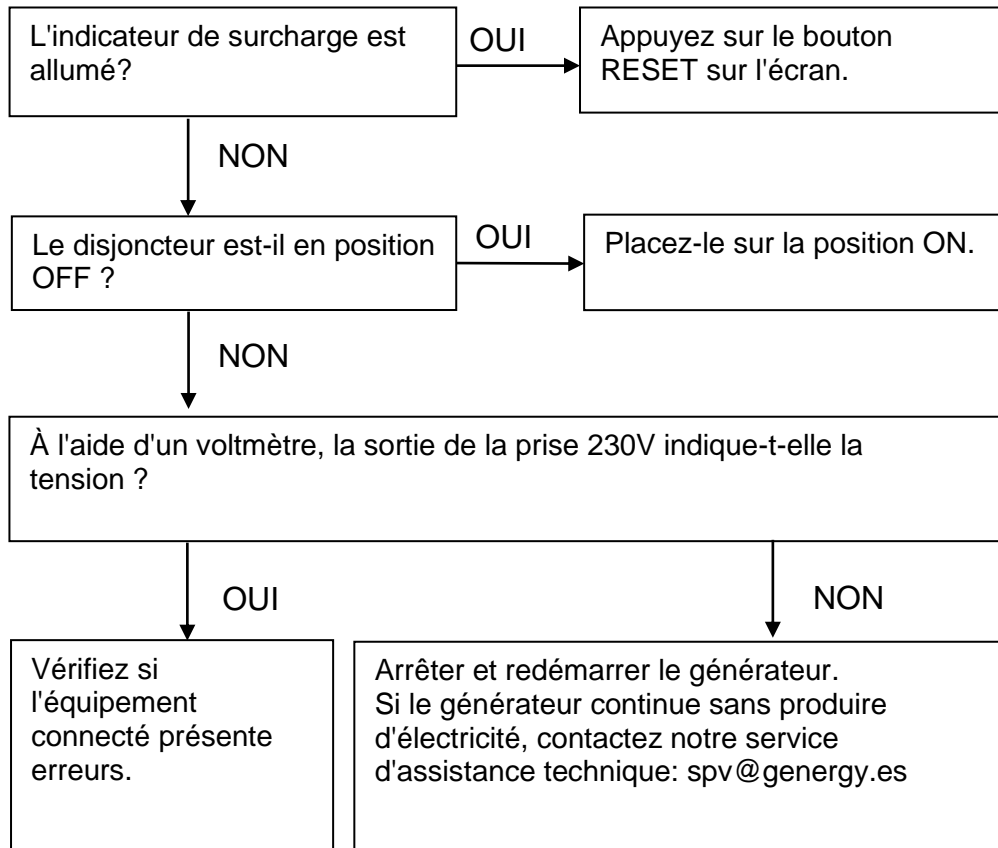 L'indicateur de surcharge est
allumé?
OUI
Appuyez sur le bouton
RESET sur l'écran.
NON
Le disjoncteur est-il en position
OFF ?
OUI
Placez-le sur la position ON.
NON
À l'aide d'un voltmètre, la sortie de la prise 230V indique-t-elle la
tension ?
OUI
NON
Vérifiez si
l'équipement
connecté présente
erreurs.
Arrêter et redémarrer le générateur.
Si le générateur continue sans produire
d'électricité, contactez notre service
d'assistance technique: spv@genergy.es